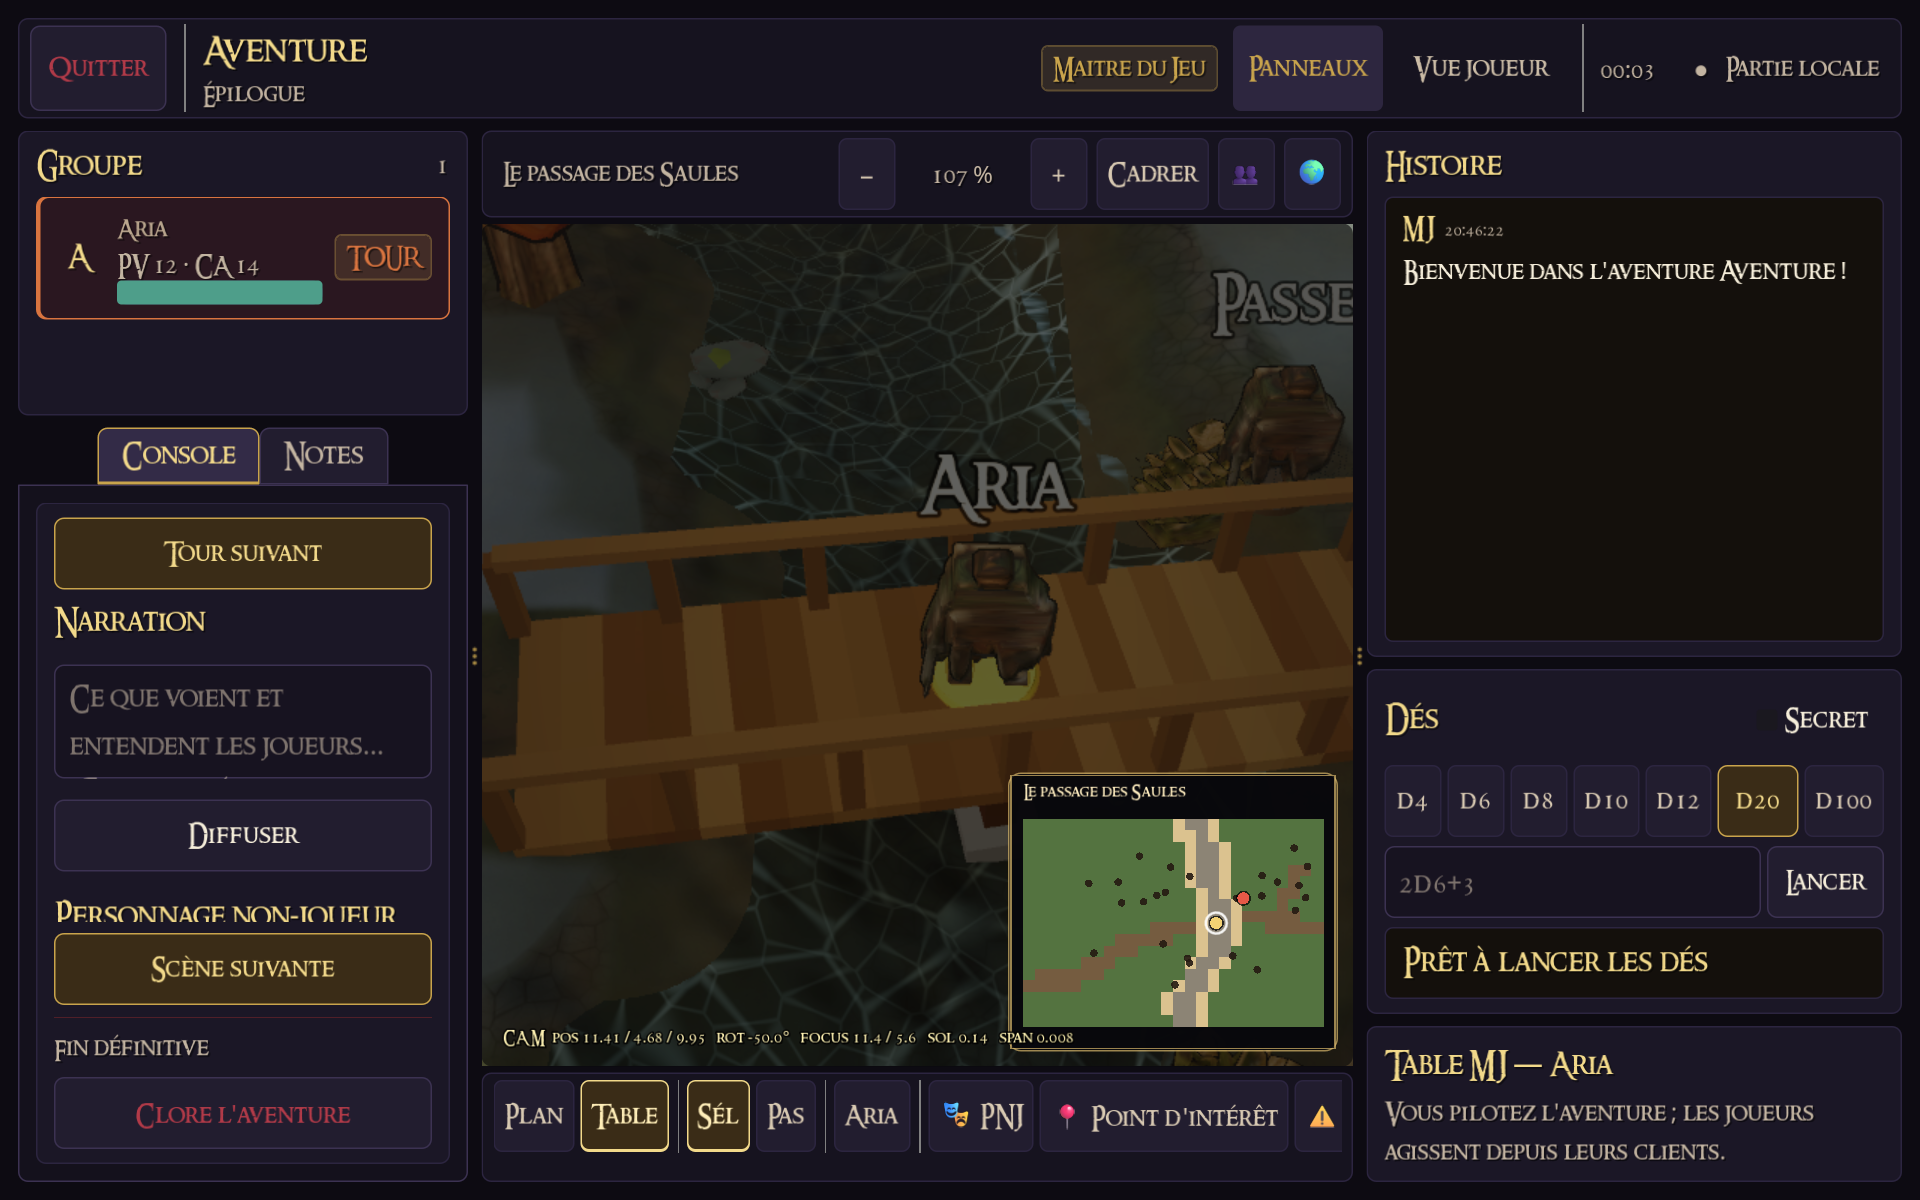 Quitter
Aventure
Épilogue
Maitre du Jeu
Panneaux
Vue joueur
00:03
Partie locale
Groupe
1
A
Aria
PV 12 · CA 14
TOUR
Console
Notes
Tour suivant
Narration
Ce que voient et
entendent les joueurs...
Diffuser
Personnage non-joueur
Scène suivante
Fin définitive
Clore l'aventure
Le passage des Saules
–
107 %
+
Cadrer
Passe
Aria
Le passage des Saules
CAM POS 11.41 / 4.68 / 9.95 ROT -50.0° FOCUS 11.4 / 5.6 SOL 0.14 SPAN 0.008
Plan
Table
Sél
Pas
Aria
PNJ
Point d'intérêt
Histoire
MJ 20:46:22
Bienvenue dans l'aventure Aventure !
Dés
Secret
D4
D6
D8
D10
D12
D20
D100
2d6+3
Lancer
Prêt à lancer les dés
Table MJ — Aria
Vous pilotez l'aventure ; les joueurs
agissent depuis leurs clients.